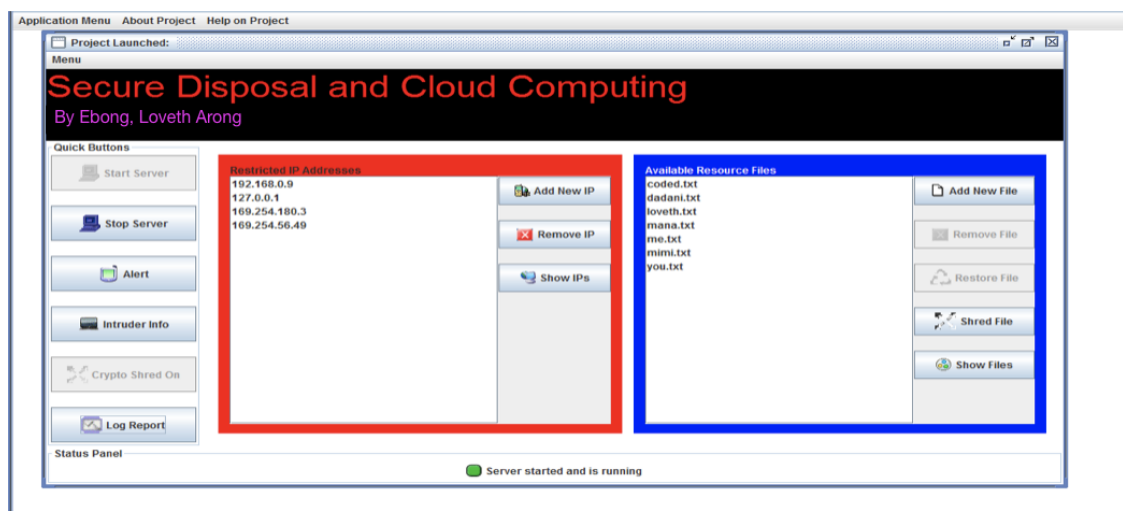 Application Menu About Project Help on Project
Project Launched:
Menu
Secure Disposal and Cloud Computing
By Ebong, Loveth Arong
Quick Buttons
Start Server
Stop Server
Alert
Intruder Info
Crypto Shred On
Log Report
Restricted IP Addresses
192.168.0.9
127.0.0.1
169.254.180.3
169.254.56.49
Add New IP
Remove IP
Show IPs
Available Resource Files
coded.txt
dadani.txt
loveth.txt
mana.txt
me.txt
mimi.txt
you.txt
Add New File
Remove File
Restore File
Shred File
Show Files
Status Panel
Server started and is running